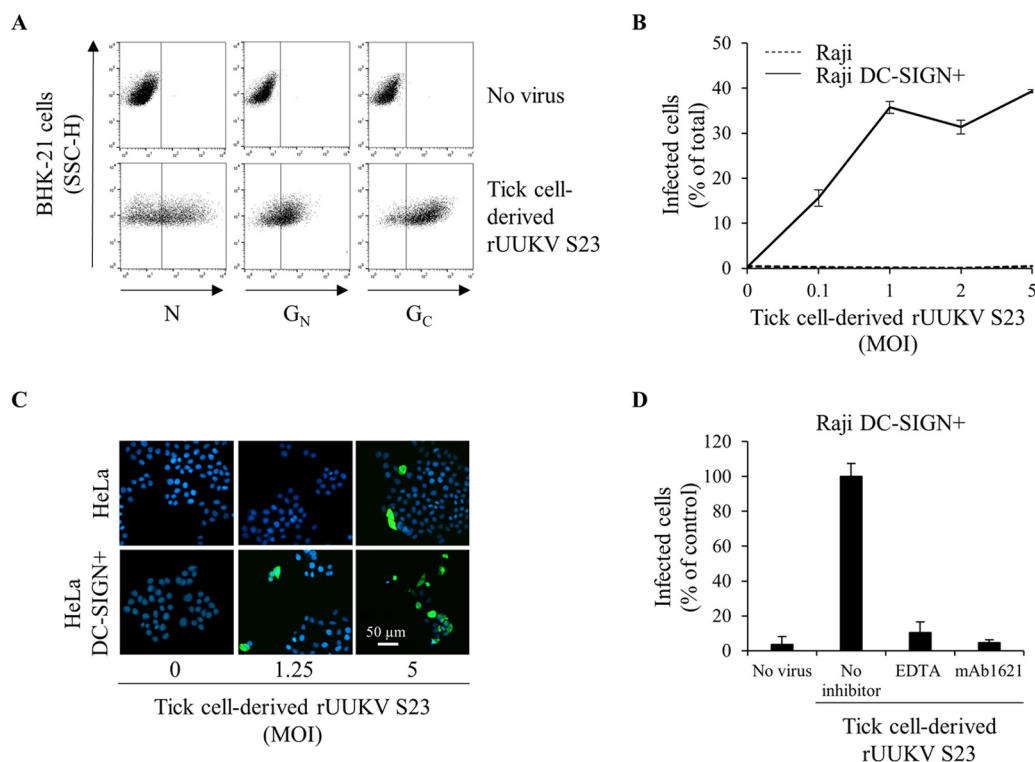 A
BHK-21 cells
(SSC-H)
No virus
Tick cell-
derived
rUUKV S23
N
G_N
G_C
B
Infected cells
(% of total)
50
40
30
20
10
0
Raji
Raji DC-SIGN+
0
0.1
1
2
5
Tick cell-derived rUUKV S23
(MOI)
C
HeLa
HeLa
DC-SIGN+
50 µm
0
1.25
5
Tick cell-derived rUUKV S23
(MOI)
D
Raji DC-SIGN+
Infected cells
(% of control)
120
100
80
60
40
20
0
No virus
No
inhibitor
EDTA
mAb1621
Tick cell-derived
rUUKV S23